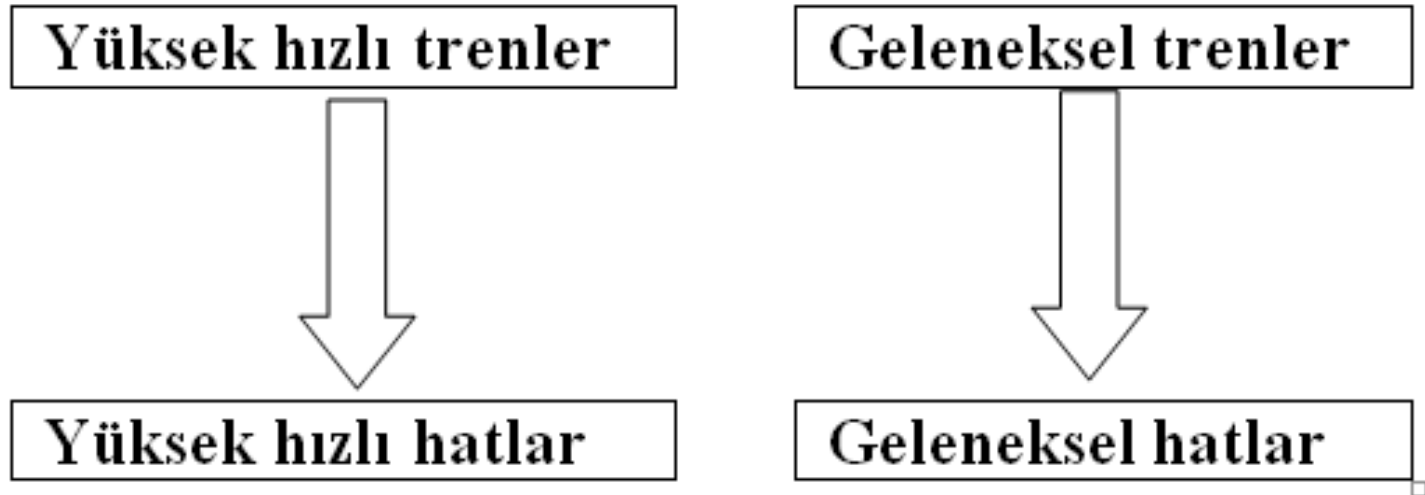 Yüksek hızlı trenler
Geleneksel trenler
Yüksek hızlı hatlar
Geleneksel hatlar